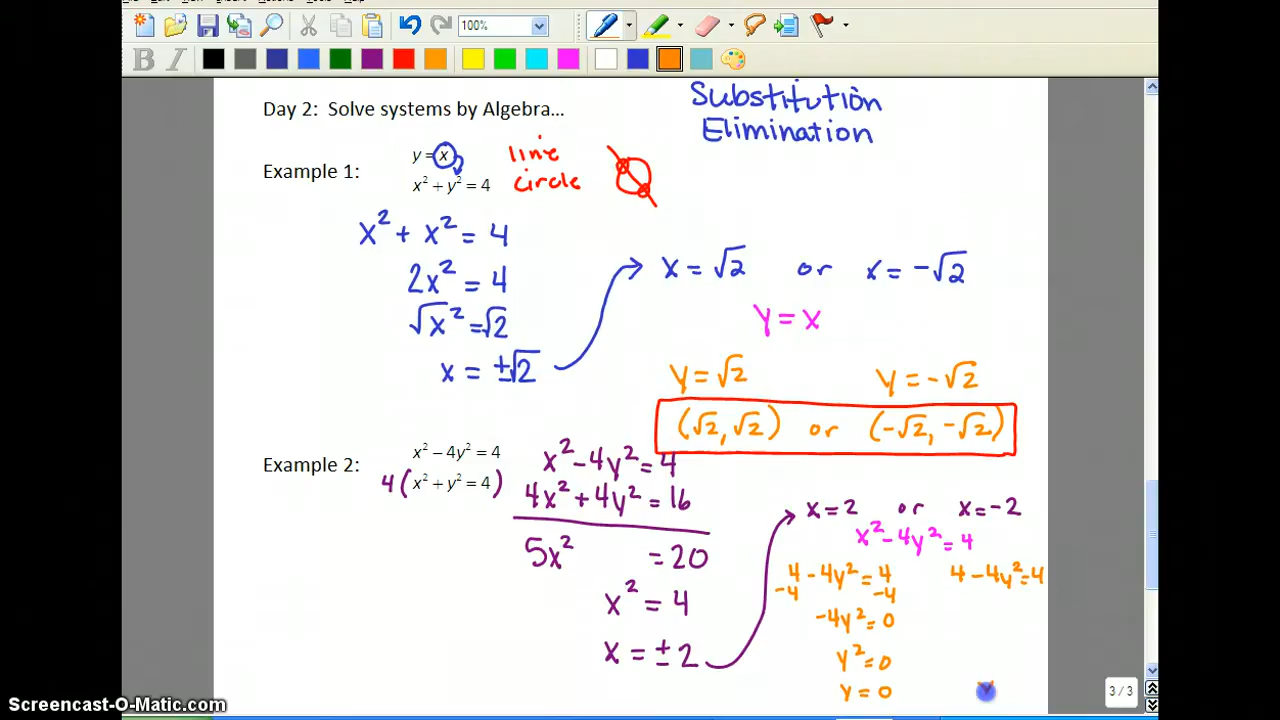 100%
B I
Day 2: Solve systems by Algebra...
Substitution
Elimination
Example 1:
y = x
x² + y² = 4
line
circle
x² + x² = 4
2x² = 4
√x² = √2
x = ±√2
x = √2 or x = -√2
y = x
y = √2 y = -√2
(√2, √2) or (-√2, -√2)
Example 2:
x² − 4y² = 4
4(x² + y² = 4)
x² - 4y² = 4
4x² + 4y² = 16
5x² = 20
x² = 4
x = ±2
x = 2 or x = -2
x² - 4y² = 4
4 - 4y² = 4 4 - 4y² = 4
-4 -4
-4y² = 0
y² = 0
y = 0
3/3
Screencast-O-Matic.com